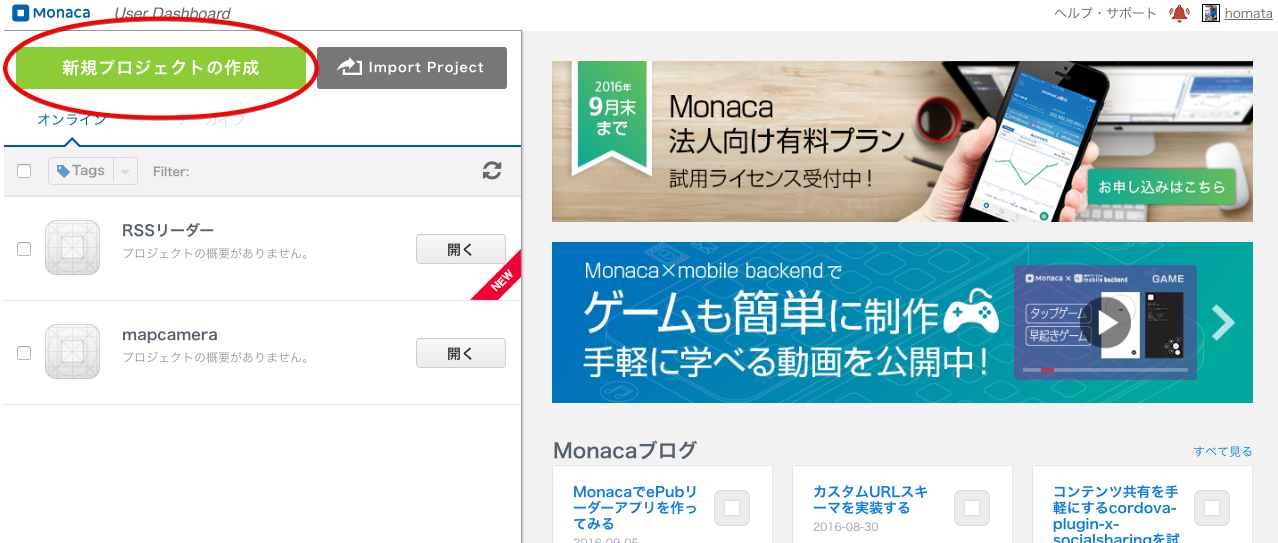 Monaca User Dashboard
ヘルプ・サポート homata
新規プロジェクトの作成
Import Project
オンライン
Tags Filter:
RSSリーダー
プロジェクトの概要がありません。
開く
NEW
mapcamera
プロジェクトの概要がありません。
開く
2016年
9月末
まで
Monaca
法人向け有料プラン
試用ライセンス受付中！
お申し込みはこちら
Monaca×mobile backendで
ゲームも簡単に制作
手軽に学べる動画を公開中！
Monaca × mobile backend GAME
タップゲーム
早起きゲーム
Monacaブログ
すべて見る
MonacaでePubリ
ーダーアプリを作っ
てみる
2016-09-05
カスタムURLスキ
ーマを実装する
2016-08-30
コンテンツ共有を手
軽にするcordova-
plugin-x-
socialsharingを試